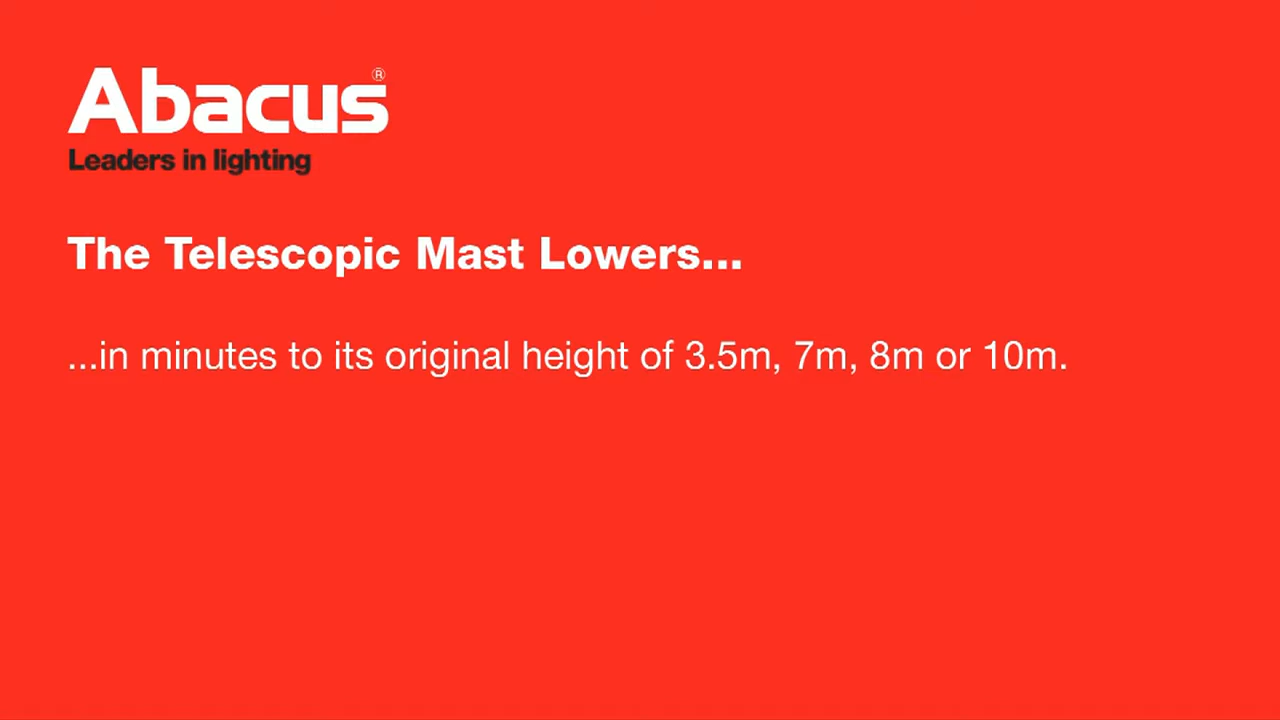 Abacus®
Leaders in lighting
The Telescopic Mast Lowers...
...in minutes to its original height of 3.5m, 7m, 8m or 10m.